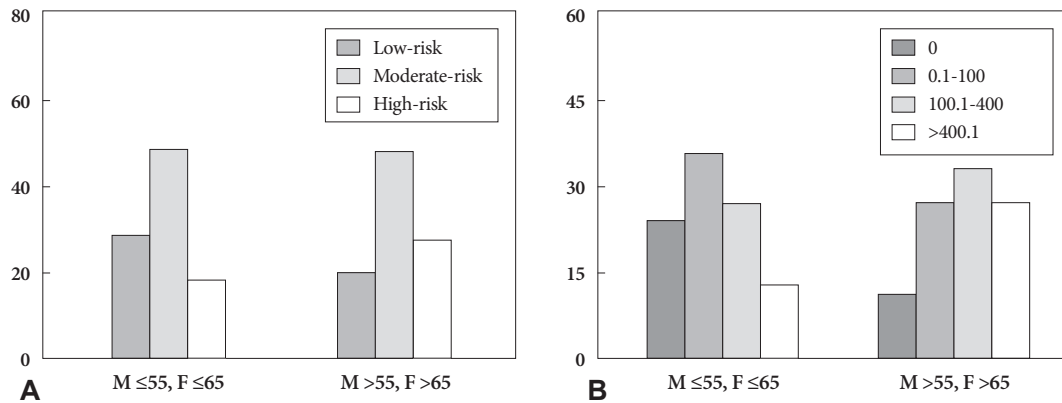 80
60
40
20
0
Low-risk
Moderate-risk
High-risk
M ≤55, F ≤65
M >55, F >65
A
60
45
30
15
0
0
0.1-100
100.1-400
>400.1
M ≤55, F ≤65
M >55, F >65
B